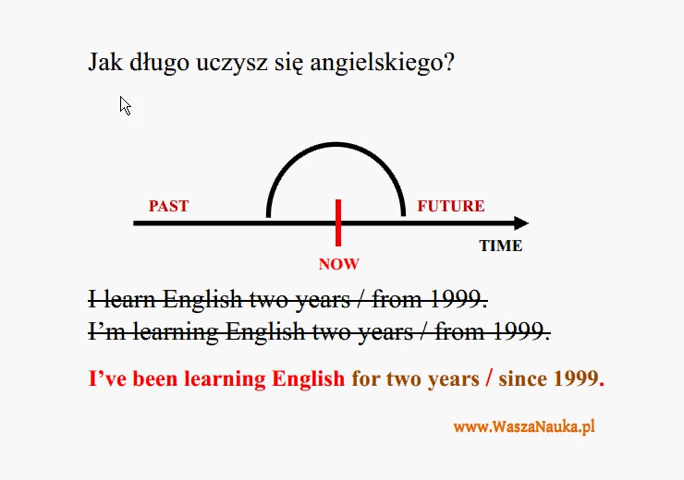 Jak długo uczysz się angielskiego?
PAST
FUTURE
TIME
NOW
I learn English two years / from 1999.
I'm learning English two years / from 1999.
I've been learning English for two years / since 1999.
www.WaszaNauka.pl